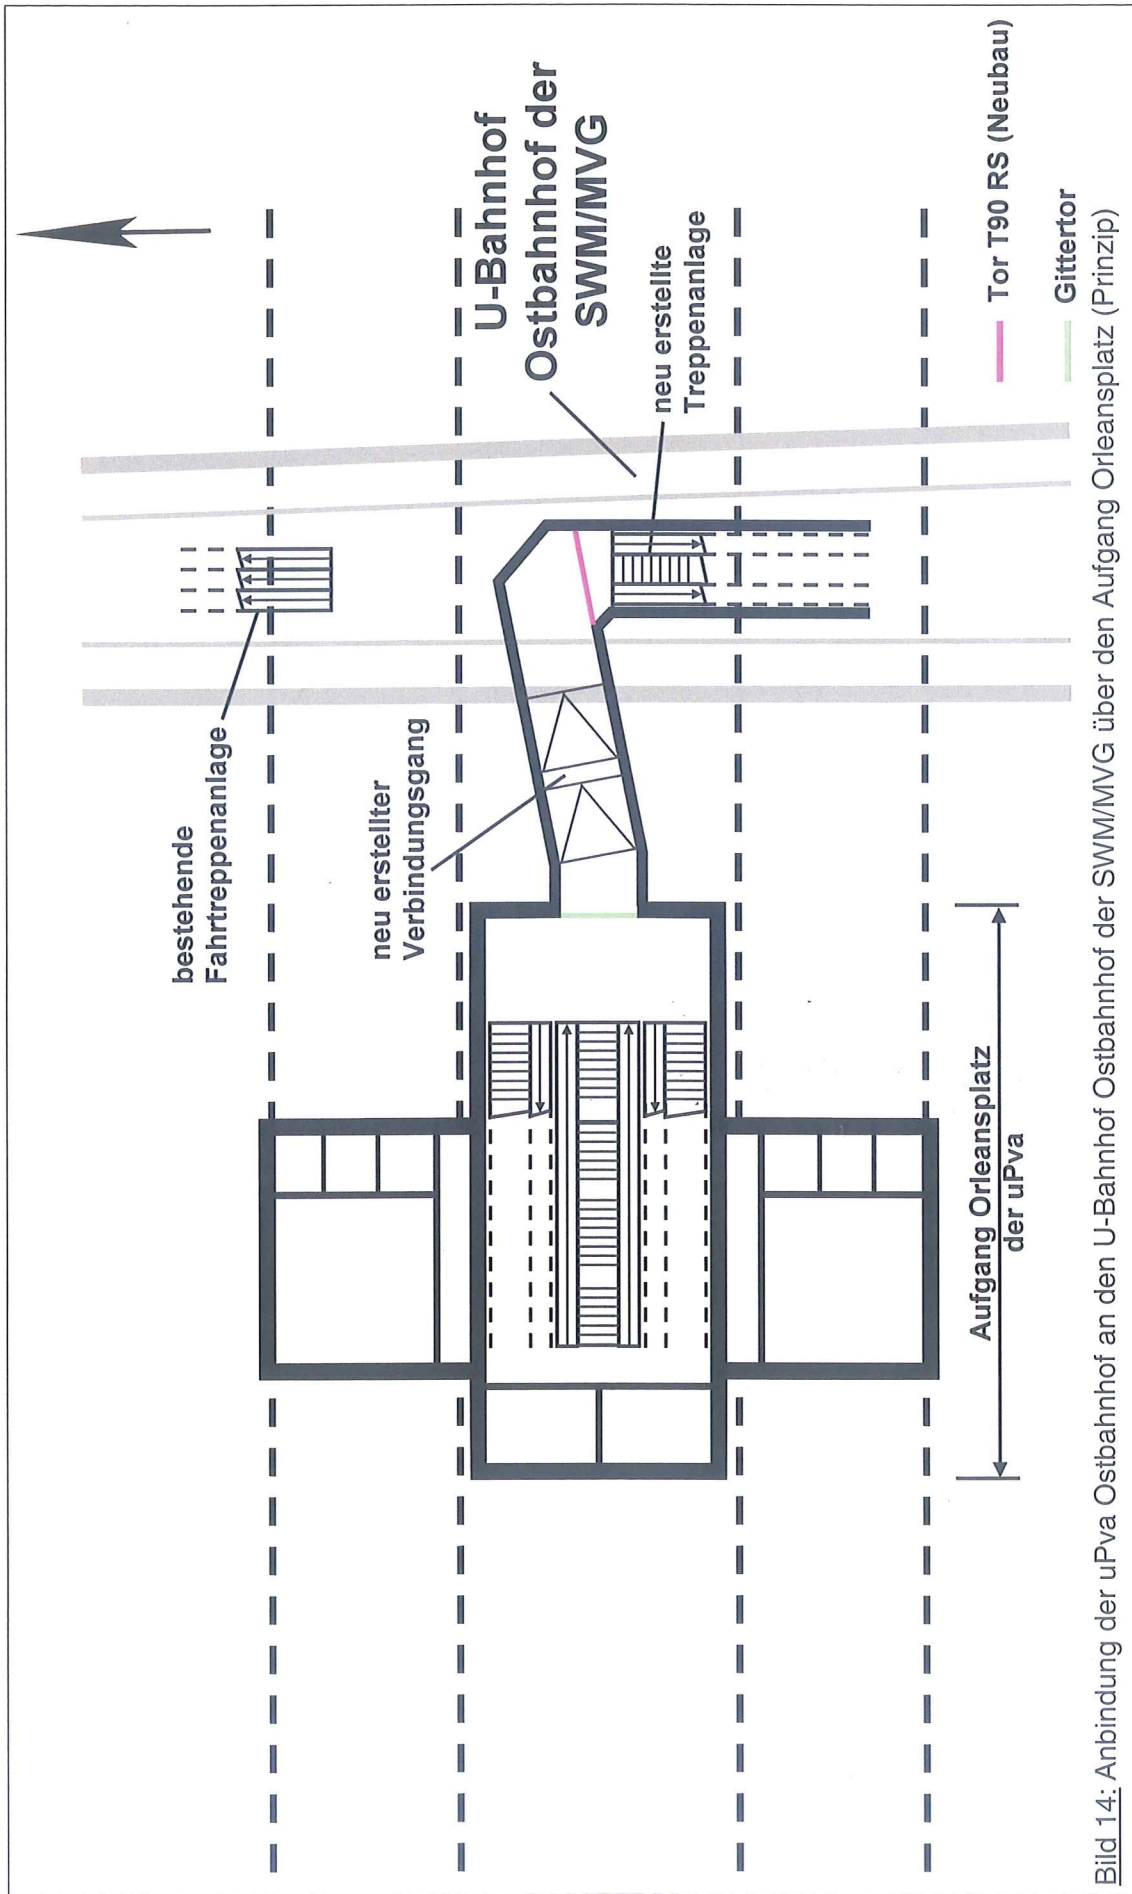 U-Bahnhof
Ostbahnhof der
SWM/MVG
bestehende
Fahrtreppenanlage
neu erstellter
Verbindungsgang
neu erstellte
Treppenanlage
Tor T90 RS (Neubau)
Gittertor
Aufgang Orleansplatz
der uPva
Bild 14: Anbindung der uPva Ostbahnhof an den U-Bahnhof Ostbahnhof der SWM/MVG über den Aufgang Orleansplatz (Prinzip)